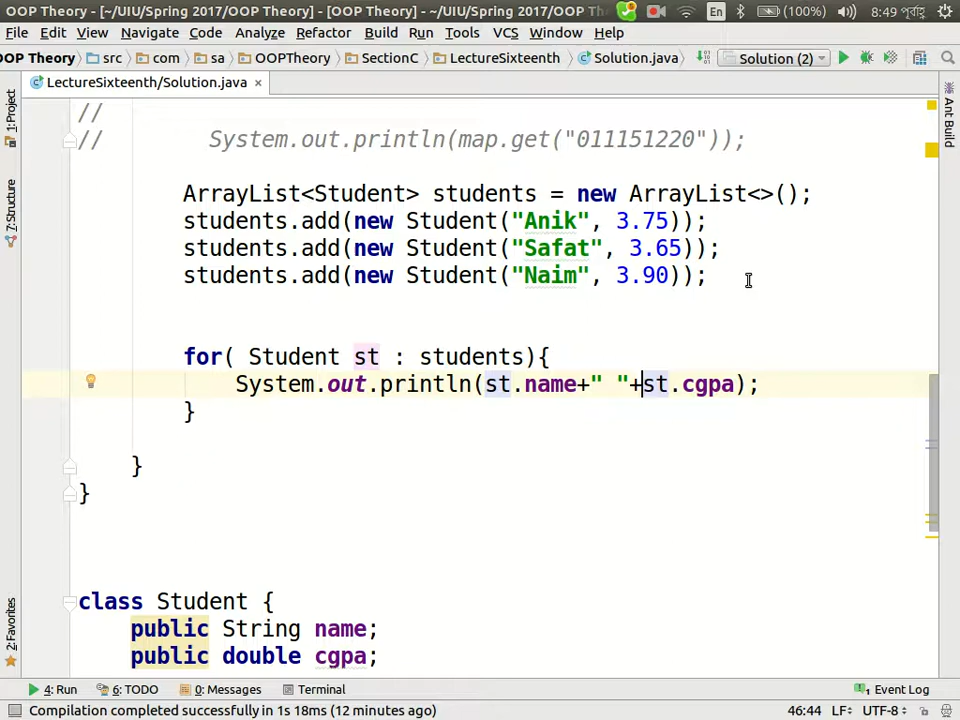 OOP Theory - [~/UIU/Spring 2017/OOP Theory] - [OOP Theory] - ~/UIU/Spring 2017/OOP Thes En (100%) 8:49 পূর্বাহ্ণ
File Edit View Navigate Code Analyze Refactor Build Run Tools VCS Window Help
OOP Theory src com sa OOPTheory SectionC LectureSixteenth Solution.java Solution (2)
LectureSixteenth/Solution.java ×
1: Project
7: Structure
2: Favorites
Ant Build
//
// System.out.println(map.get("011151220"));
ArrayList<Student> students = new ArrayList<>();
students.add(new Student("Anik", 3.75));
students.add(new Student("Safat", 3.65));
students.add(new Student("Naim", 3.90));
for( Student st : students){
System.out.println(st.name+" "+st.cgpa);
}
}
}
class Student {
public String name;
public double cgpa;
4: Run 6: TODO 0: Messages Terminal 1 Event Log
Compilation completed successfully in 1s 18ms (12 minutes ago) 46:44 LF÷ UTF-8÷